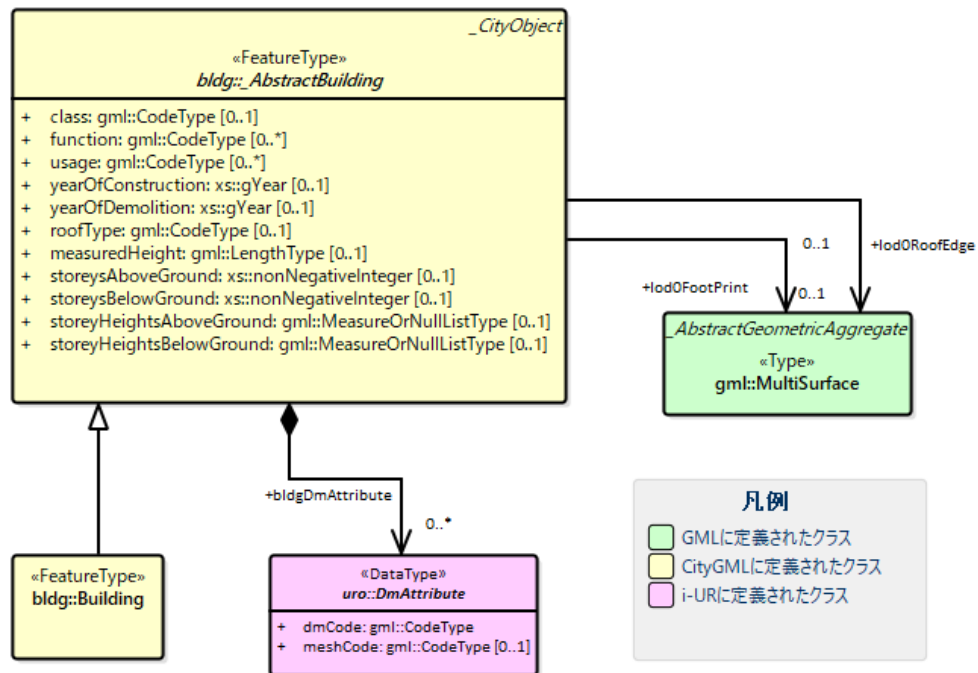 _CityObject
«FeatureType»
bldg::_AbstractBuilding
+ class: gml::CodeType [0..1]
+ function: gml::CodeType [0..*]
+ usage: gml::CodeType [0..*]
+ yearOfConstruction: xs::gYear [0..1]
+ yearOfDemolition: xs::gYear [0..1]
+ roofType: gml::CodeType [0..1]
+ measuredHeight: gml::LengthType [0..1]
+ storeysAboveGround: xs::nonNegativeInteger [0..1]
+ storeysBelowGround: xs::nonNegativeInteger [0..1]
+ storeyHeightsAboveGround: gml::MeasureOrNullListType [0..1]
+ storeyHeightsBelowGround: gml::MeasureOrNullListType [0..1]
0..1
+lod0RoofEdge
+lod0FootPrint
0..1
_AbstractGeometricAggregate
«Type»
gml::MultiSurface
+bldgDmAttribute
0..*
«FeatureType»
bldg::Building
«DataType»
uro::DmAttribute
+ dmCode: gml::CodeType
+ meshCode: gml::CodeType [0..1]
凡例
GMLに定義されたクラス
CityGMLに定義されたクラス
i-URに定義されたクラス